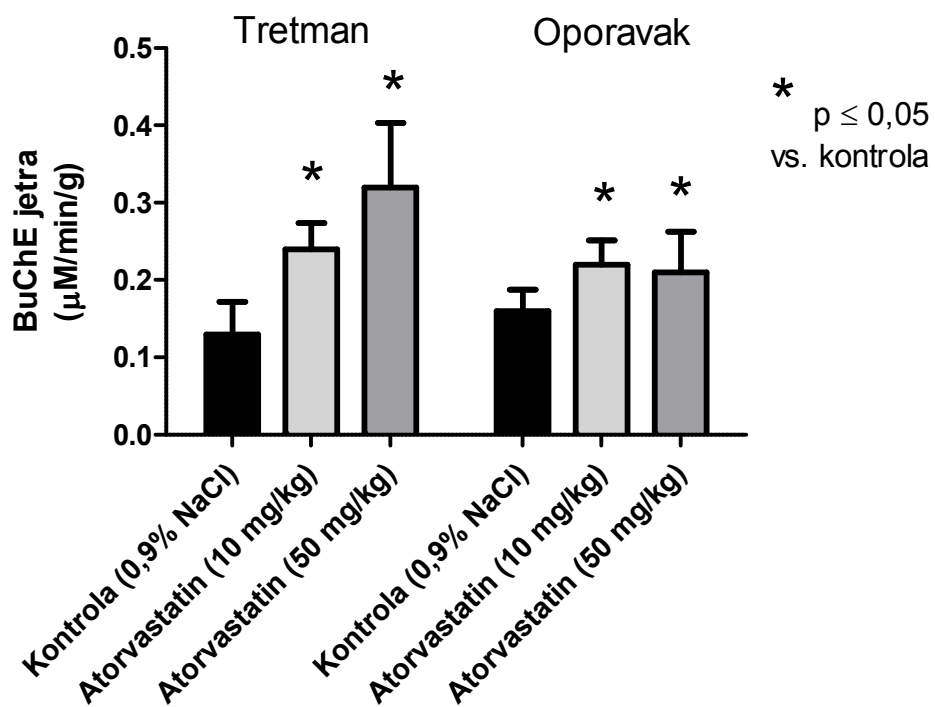 Tretman
Oporavak
*
p ≤ 0,05
vs. kontrola
BuChE jetra
(μM/min/g)
0.5
0.4
0.3
0.2
0.1
0.0
*
*
*
*
Kontrola (0,9% NaCl)
Atorvastatin (10 mg/kg)
Atorvastatin (50 mg/kg)
Kontrola (0,9% NaCl)
Atorvastatin (10 mg/kg)
Atorvastatin (50 mg/kg)